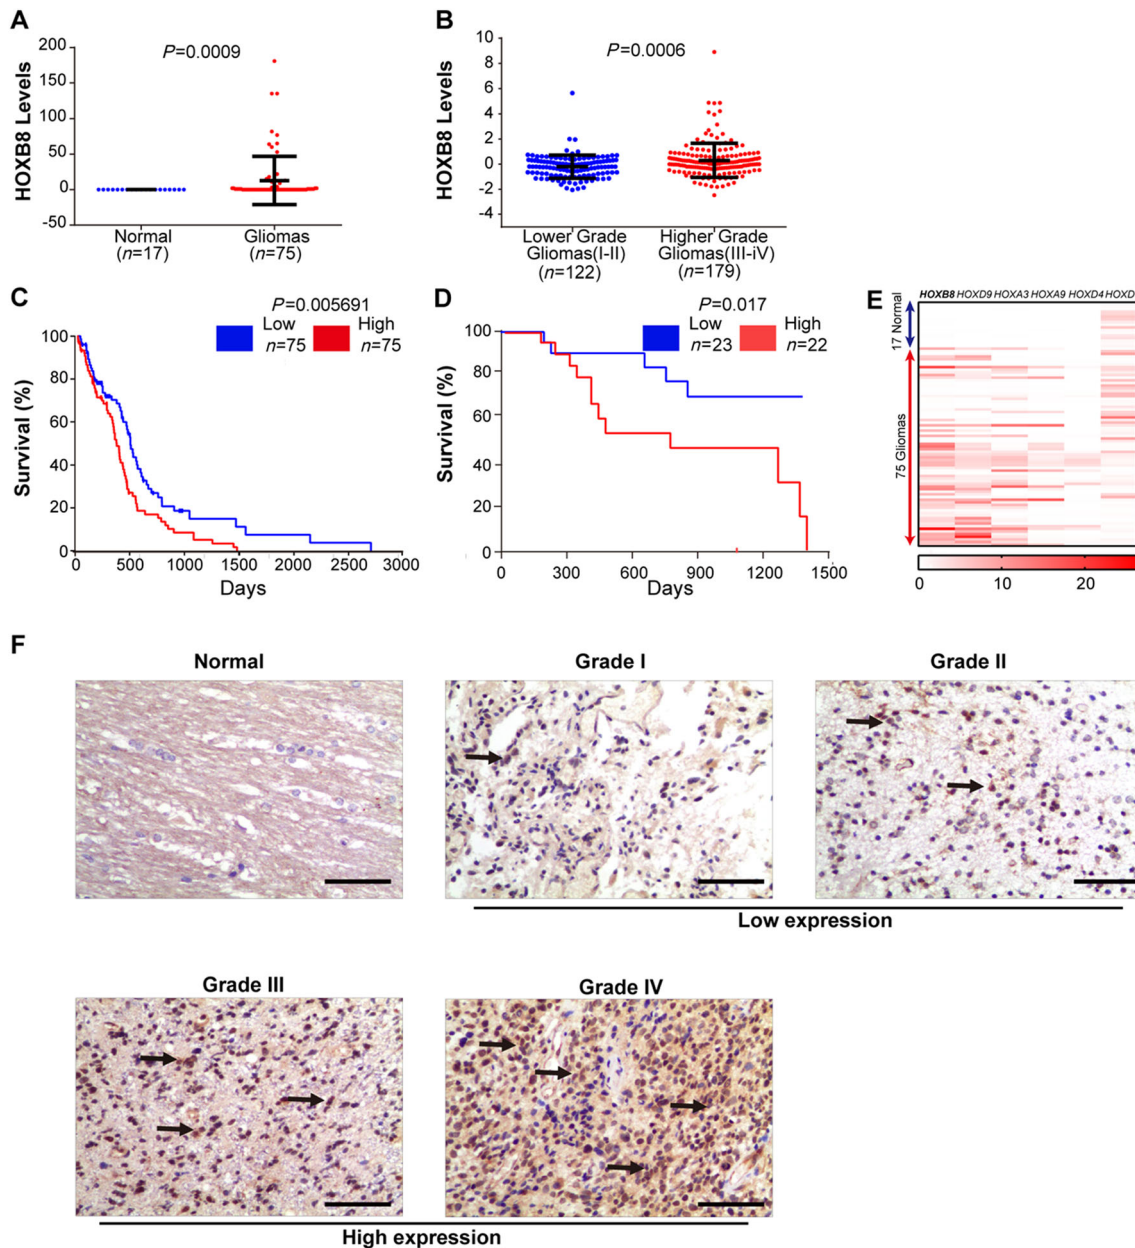 A
P=0.0009
HOXB8 Levels
200
150
100
50
0
-50
Normal
(n=17)
Gliomas
(n=75)
B
P=0.0006
HOXB8 Levels
10
8
6
4
2
0
-2
-4
Lower Grade
Gliomas(I-II)
(n=122)
Higher Grade
Gliomas(III-iV)
(n=179)
C
P=0.005691
Low
n=75
High
n=75
Survival (%)
100
80
60
40
20
0
0 500 1000 1500 2000 2500 3000
Days
D
P=0.017
Low
n=23
High
n=22
Survival (%)
100
80
60
40
20
0
0 300 600 900 1200 1500
Days
E
HOXB8 HOXD9 HOXA3 HOXA9 HOXD4 HOXD
17 Normal
75 Gliomas
0 10 20
F
Normal
Grade I
Grade II
Low expression
Grade III
Grade IV
High expression